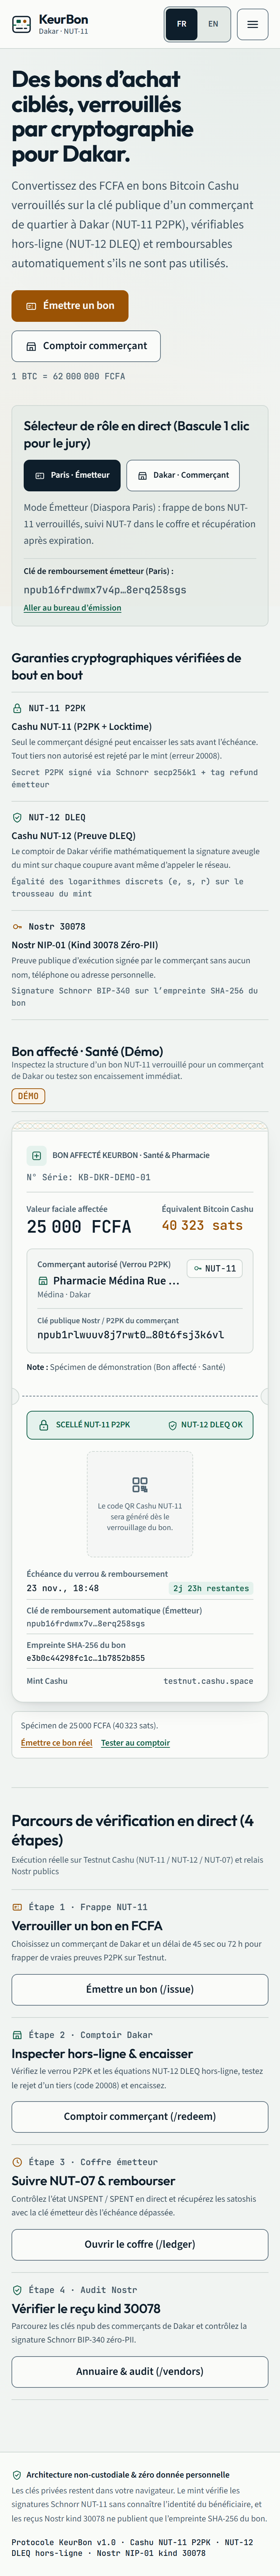 KeurBon
Dakar · NUT-11
FR
EN
Des bons d’achat
ciblés, verrouillés
par cryptographie
pour Dakar.
Convertissez des FCFA en bons Bitcoin Cashu
verrouillés sur la clé publique d’un commerçant
de quartier à Dakar (NUT-11 P2PK), vérifiables
hors-ligne (NUT-12 DLEQ) et remboursables
automatiquement s’ils ne sont pas utilisés.
Émettre un bon
Comptoir commerçant
1 BTC = 62 000 000 FCFA
Sélecteur de rôle en direct (Bascule 1 clic
pour le jury)
Paris · Émetteur
Dakar · Commerçant
Mode Émetteur (Diaspora Paris) : frappe de bons NUT-
11 verrouillés, suivi NUT-7 dans le coffre et récupération
après expiration.
Clé de remboursement émetteur (Paris) :
npub16frdwmx7v4p…8erq258sgs
Aller au bureau d’émission
Garanties cryptographiques vérifiées de
bout en bout
NUT-11 P2PK
Cashu NUT-11 (P2PK + Locktime)
Seul le commerçant désigné peut encaisser les sats avant l’échéance.
Tout tiers non autorisé est rejeté par le mint (erreur 20008).
Secret P2PK signé via Schnorr secp256k1 + tag refund
émetteur
NUT-12 DLEQ
Cashu NUT-12 (Preuve DLEQ)
Le comptoir de Dakar vérifie mathématiquement la signature aveugle
du mint sur chaque coupure avant même d’appeler le réseau.
Égalité des logarithmes discrets (e, s, r) sur le
trousseau du mint
Nostr 30078
Nostr NIP-01 (Kind 30078 Zéro-PII)
Preuve publique d’exécution signée par le commerçant sans aucun
nom, téléphone ou adresse personnelle.
Signature Schnorr BIP-340 sur l’empreinte SHA-256 du
bon
Bon affecté · Santé (Démo)
Inspectez la structure d’un bon NUT-11 verrouillé pour un commerçant
de Dakar ou testez son encaissement immédiat.
DÉMO
BON AFFECTÉ KEURBON · Santé & Pharmacie
N° Série: KB-DKR-DEMO-01
Valeur faciale affectée
25 000 FCFA
Équivalent Bitcoin Cashu
40 323 sats
Commerçant autorisé (Verrou P2PK)
Pharmacie Médina Rue …
Médina · Dakar
NUT-11
Clé publique Nostr / P2PK du commerçant
npub1rlwuuv8j7rwt0…80t6fsj3k6vl
Note : Spécimen de démonstration (Bon affecté · Santé)
SCELLÉ NUT-11 P2PK
NUT-12 DLEQ OK
Le code QR Cashu NUT-11
sera généré dès le
verrouillage du bon.
Échéance du verrou & remboursement
23 nov., 18:48
2j 23h restantes
Clé de remboursement automatique (Émetteur)
npub16frdwmx7v…8erq258sgs
Empreinte SHA-256 du bon
e3b0c44298fc1c…1b7852b855
Mint Cashu
testnut.cashu.space
Spécimen de 25 000 FCFA (40 323 sats).
Émettre ce bon réel
Tester au comptoir
Parcours de vérification en direct (4
étapes)
Exécution réelle sur Testnut Cashu (NUT-11 / NUT-12 / NUT-07) et relais
Nostr publics
Étape 1 · Frappe NUT-11
Verrouiller un bon en FCFA
Choisissez un commerçant de Dakar et un délai de 45 sec ou 72 h pour
frapper de vraies preuves P2PK sur Testnut.
Émettre un bon (/issue)
Étape 2 · Comptoir Dakar
Inspecter hors-ligne & encaisser
Vérifiez le verrou P2PK et les équations NUT-12 DLEQ hors-ligne, testez
le rejet d’un tiers (code 20008) et encaissez.
Comptoir commerçant (/redeem)
Étape 3 · Coffre émetteur
Suivre NUT-07 & rembourser
Contrôlez l’état UNSPENT / SPENT en direct et récupérez les satoshis
avec la clé émetteur dès l’échéance dépassée.
Ouvrir le coffre (/ledger)
Étape 4 · Audit Nostr
Vérifier le reçu kind 30078
Parcourez les clés npub des commerçants de Dakar et contrôlez la
signature Schnorr BIP-340 zéro-PII.
Annuaire & audit (/vendors)
Architecture non-custodiale & zéro donnée personnelle
Les clés privées restent dans votre navigateur. Le mint vérifie les
signatures Schnorr NUT-11 sans connaître l’identité du bénéficiaire, et
les reçus Nostr kind 30078 ne publient que l’empreinte SHA-256 du bon.
Protocole KeurBon v1.0 · Cashu NUT-11 P2PK · NUT-12
DLEQ hors-ligne · Nostr NIP-01 kind 30078